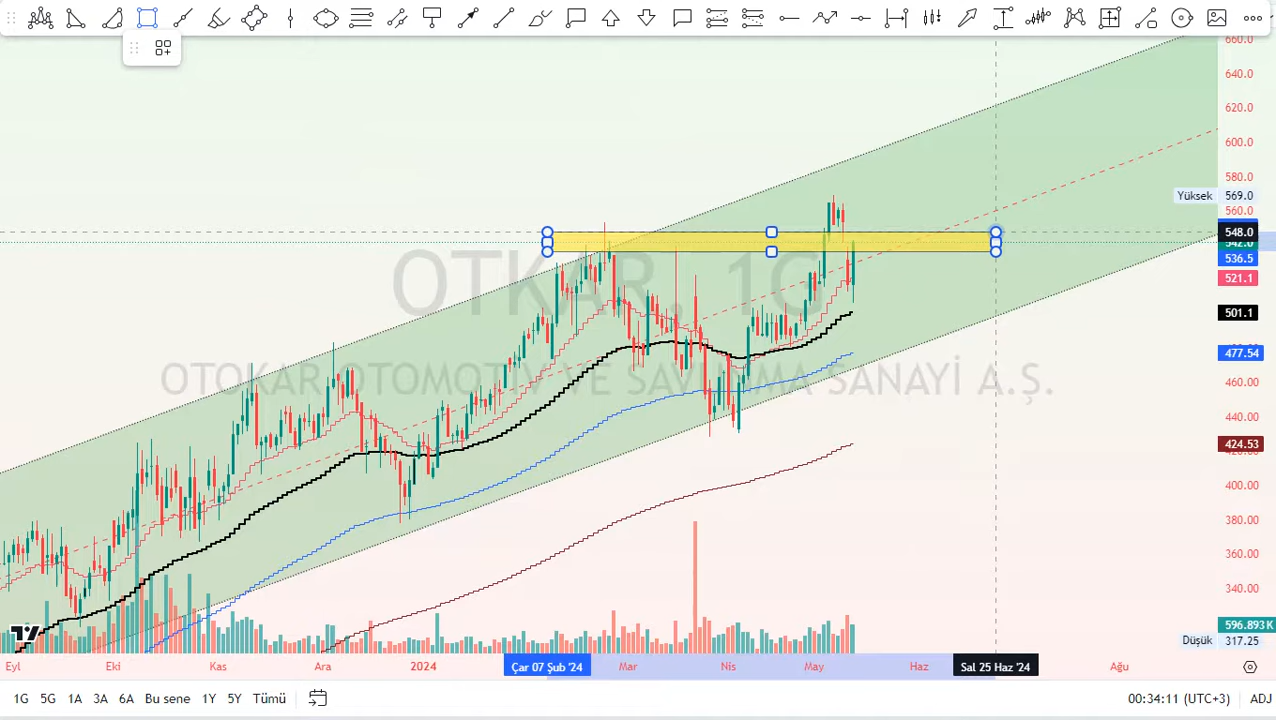 660.0
640.0
620.0
600.0
580.0
Yüksek 569.0
560.0
548.0
542.0
536.5
521.1
501.1
477.54
460.00
440.00
424.53
400.00
380.00
360.00
340.00
596.893K
Düşük 317.25
OTKAR, 1G
OTOKAR OTOMOTİV VE SAVUNMA SANAYİ A.Ş.
Eyl Eki Kas Ara 2024 Çar 07 Şub '24 Mar Nis May Haz Sal 25 Haz '24 Ağu
1G 5G 1A 3A 6A Bu sene 1Y 5Y Tümü 00:34:11 (UTC+3) ADJ